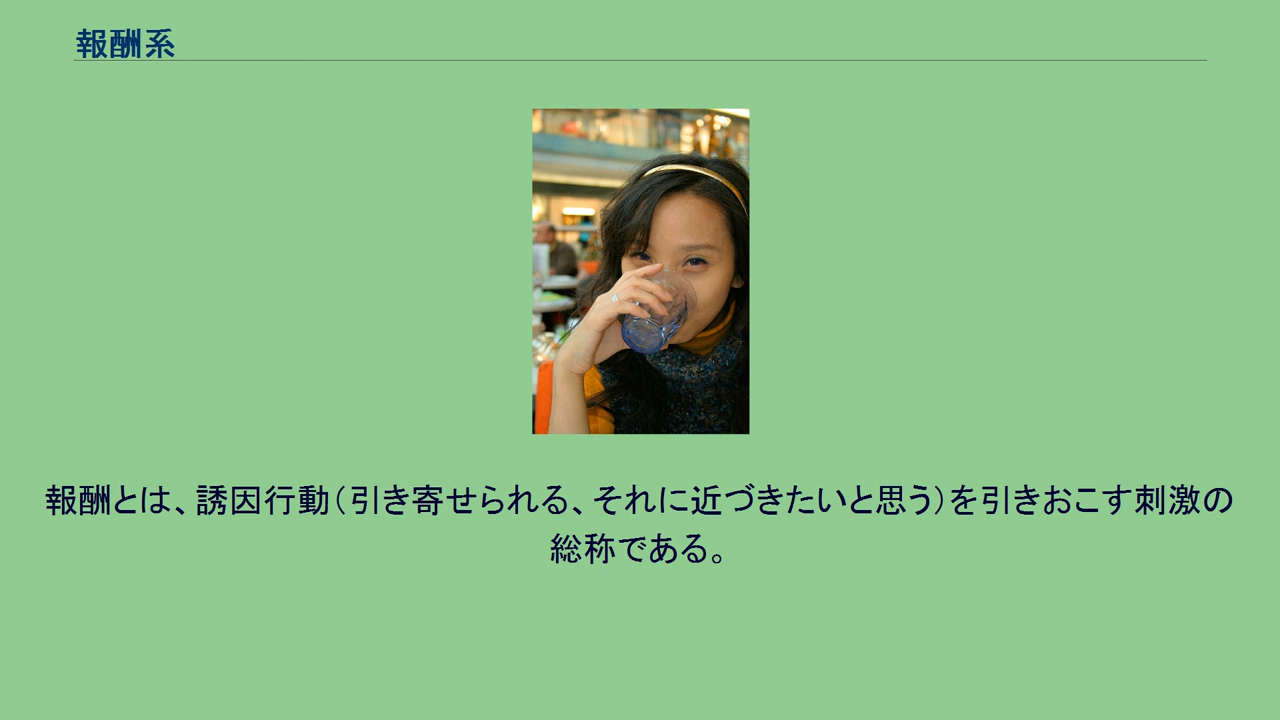 報酬系
報酬とは、誘因行動（引き寄せられる、それに近づきたいと思う）を引きおこす刺激の
総称である。